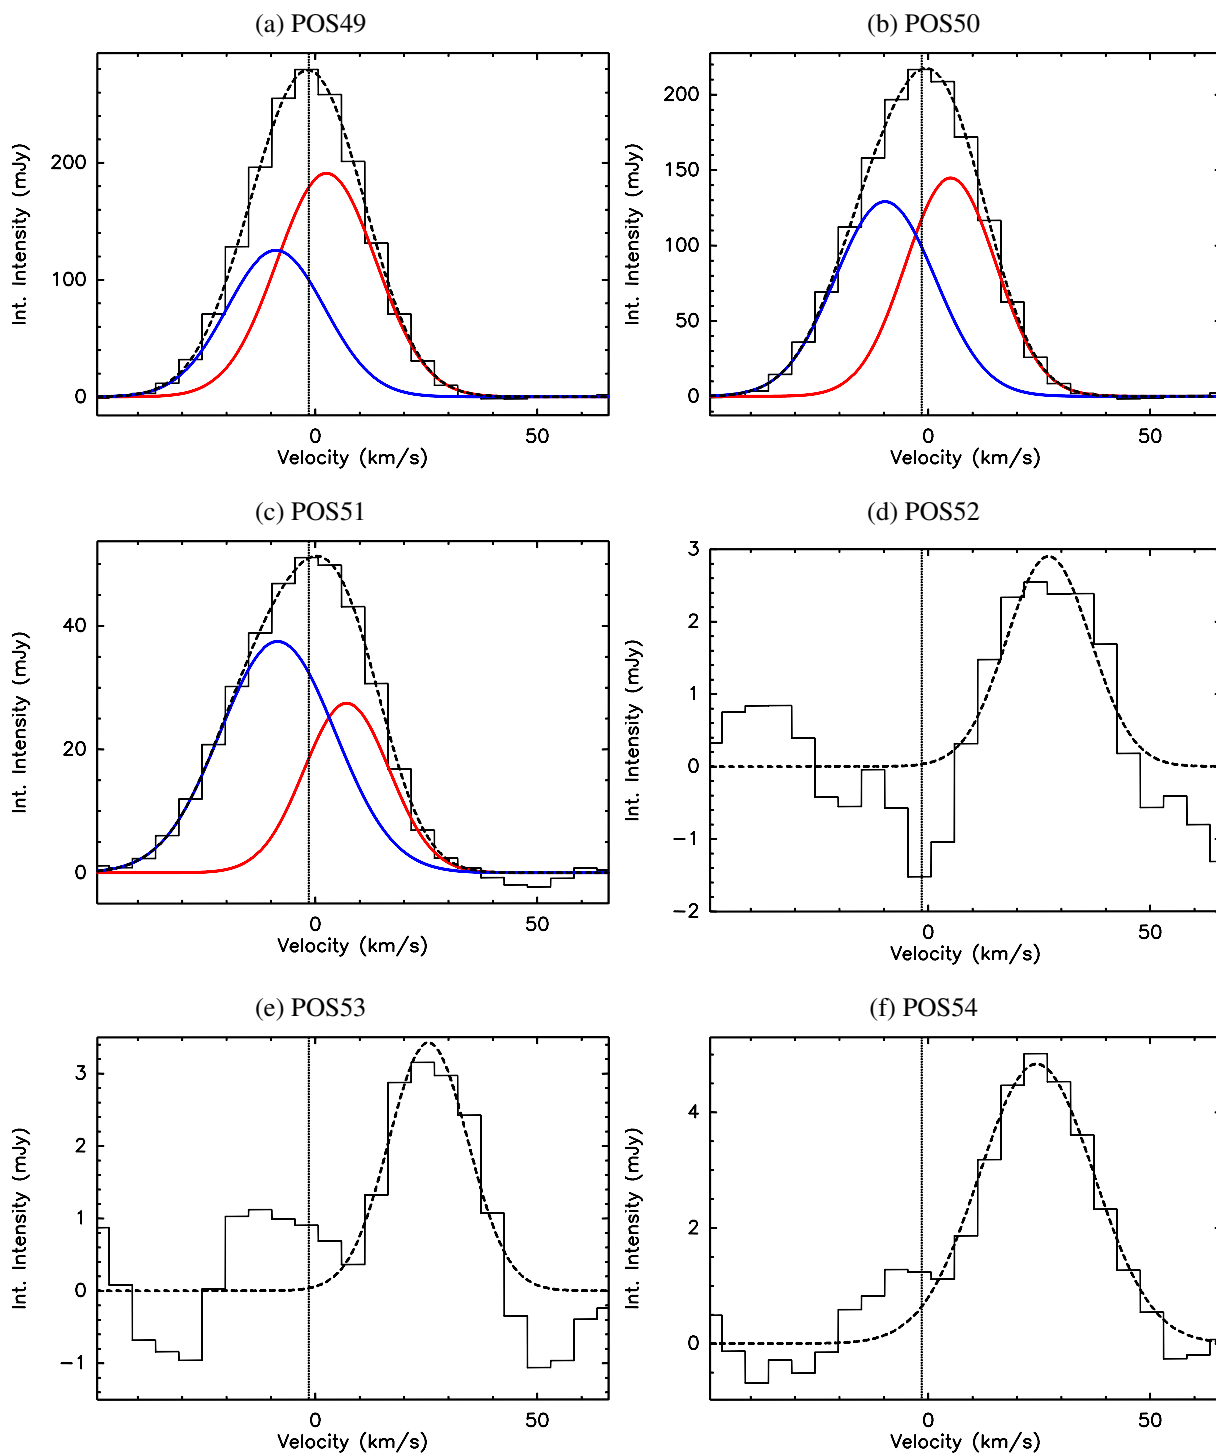 (a) POS49
(b) POS50
Int. Intensity (mJy)
200
100
0
0
50
Velocity (km/s)
Int. Intensity (mJy)
200
150
100
50
0
0
50
Velocity (km/s)
(c) POS51
(d) POS52
Int. Intensity (mJy)
40
20
0
0
50
Velocity (km/s)
Int. Intensity (mJy)
3
2
1
0
-1
-2
0
50
Velocity (km/s)
(e) POS53
(f) POS54
Int. Intensity (mJy)
3
2
1
0
-1
0
50
Velocity (km/s)
Int. Intensity (mJy)
4
2
0
0
50
Velocity (km/s)